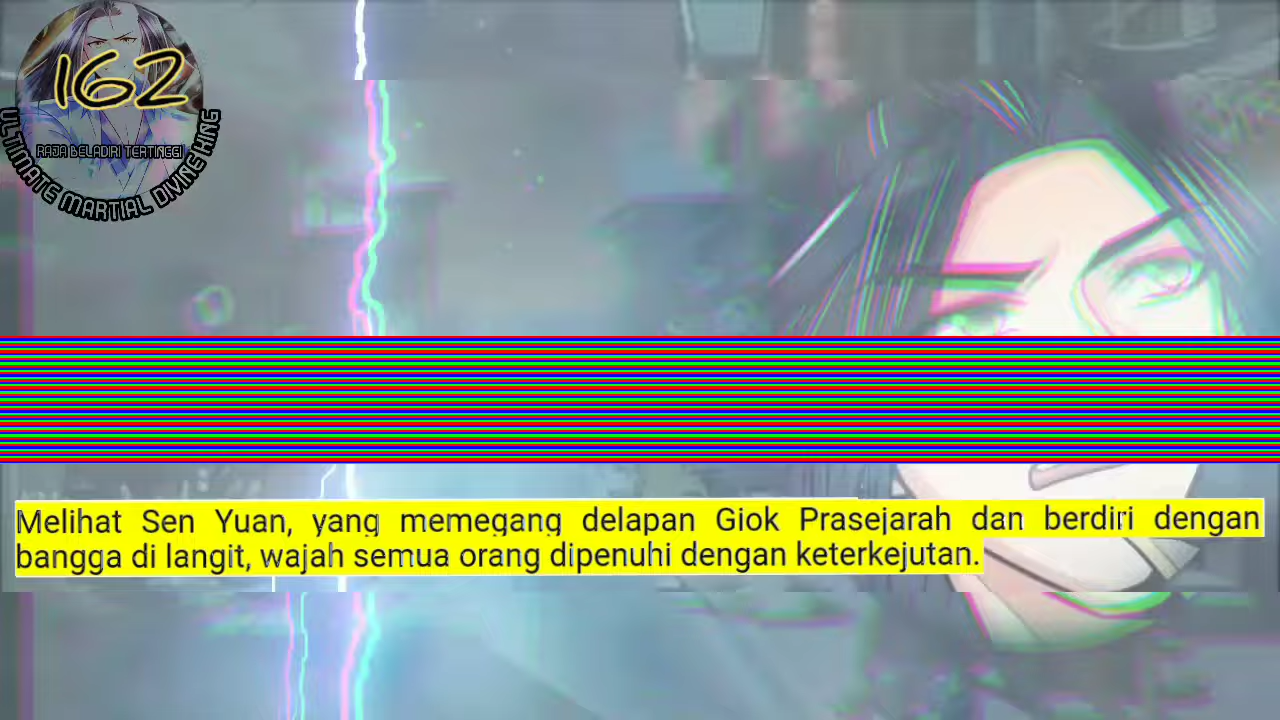 162
RAJA BELADIRI TERTINGGI
ULTIMATE MARTIAL DIVINE KING
Melihat Sen Yuan, yang memegang delapan Giok Prasejarah dan berdiri dengan
bangga di langit, wajah semua orang dipenuhi dengan keterkejutan.